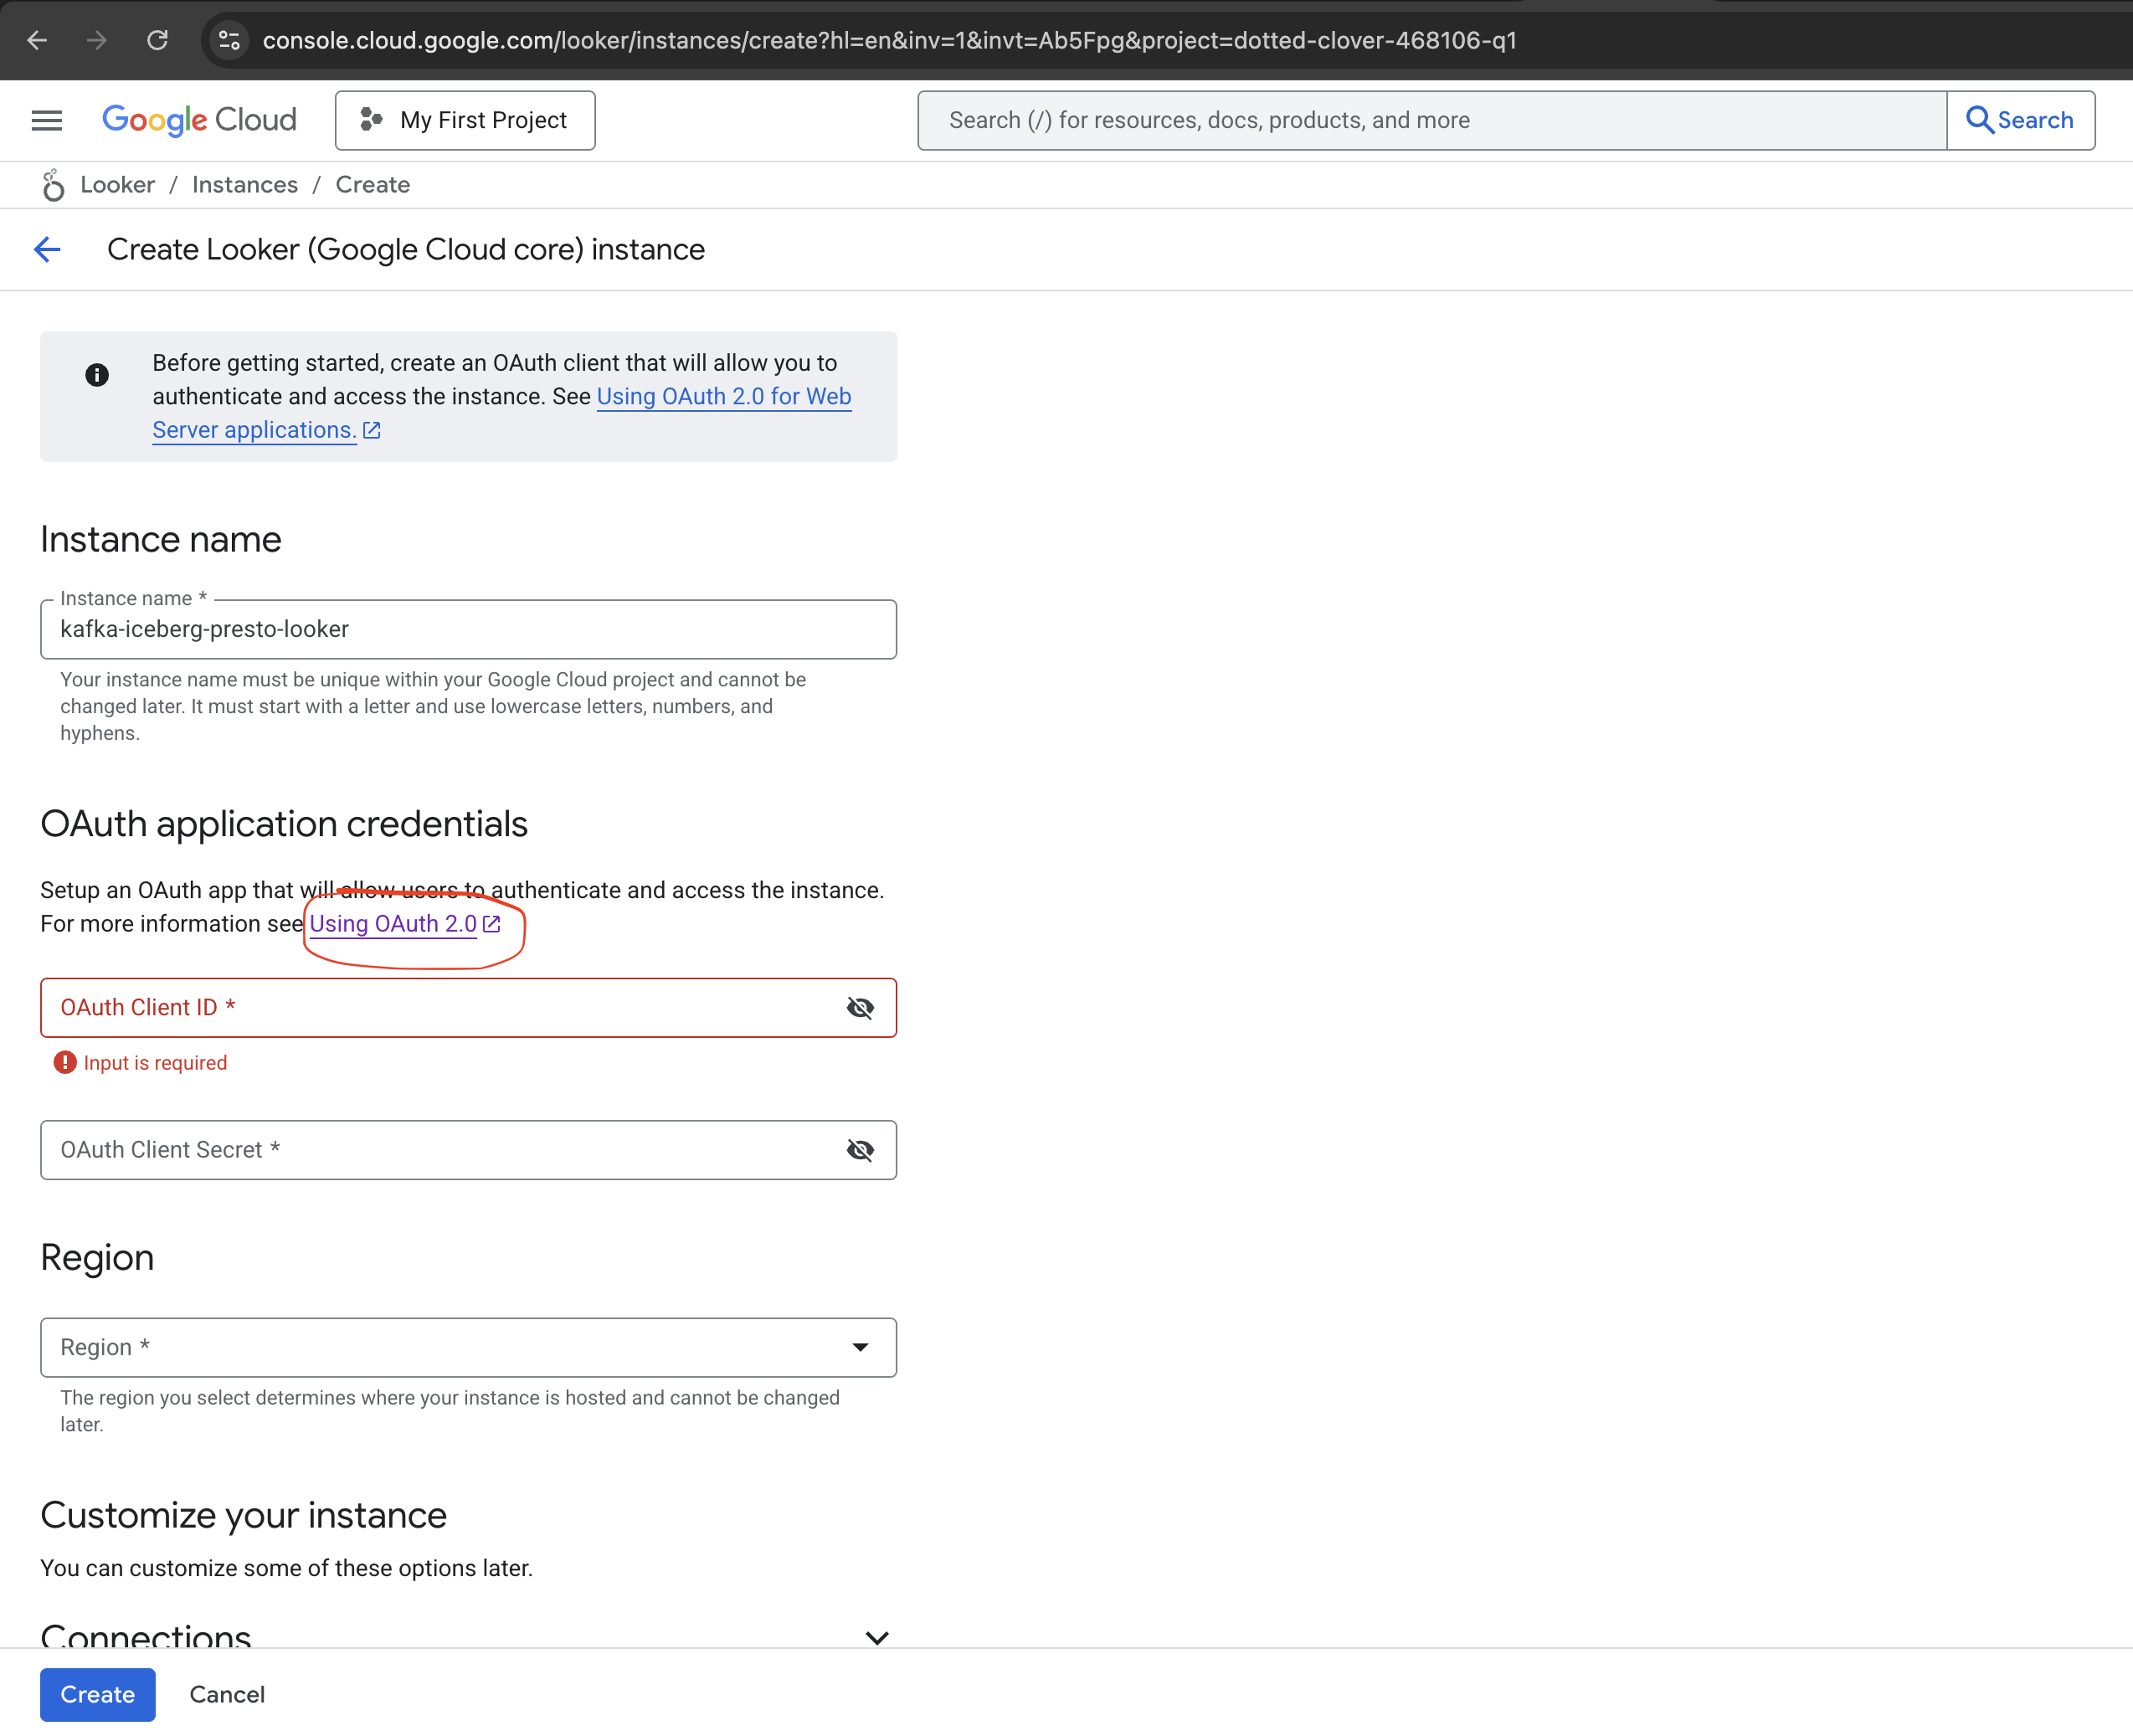 console.cloud.google.com/looker/instances/create?hl=en&inv=1&invt=Ab5Fpg&project=dotted-clover-468106-q1
Google Cloud
My First Project
Search (/) for resources, docs, products, and more
Search
Looker / Instances / Create
Create Looker (Google Cloud core) instance
Before getting started, create an OAuth client that will allow you to
authenticate and access the instance. See Using OAuth 2.0 for Web
Server applications.
Instance name
Instance name *
kafka-iceberg-presto-looker
Your instance name must be unique within your Google Cloud project and cannot be
changed later. It must start with a letter and use lowercase letters, numbers, and
hyphens.
OAuth application credentials
Setup an OAuth app that will allow users to authenticate and access the instance.
For more information see Using OAuth 2.0
OAuth Client ID *
Input is required
OAuth Client Secret *
Region
Region *
The region you select determines where your instance is hosted and cannot be changed
later.
Customize your instance
You can customize some of these options later.
Connections
Create
Cancel